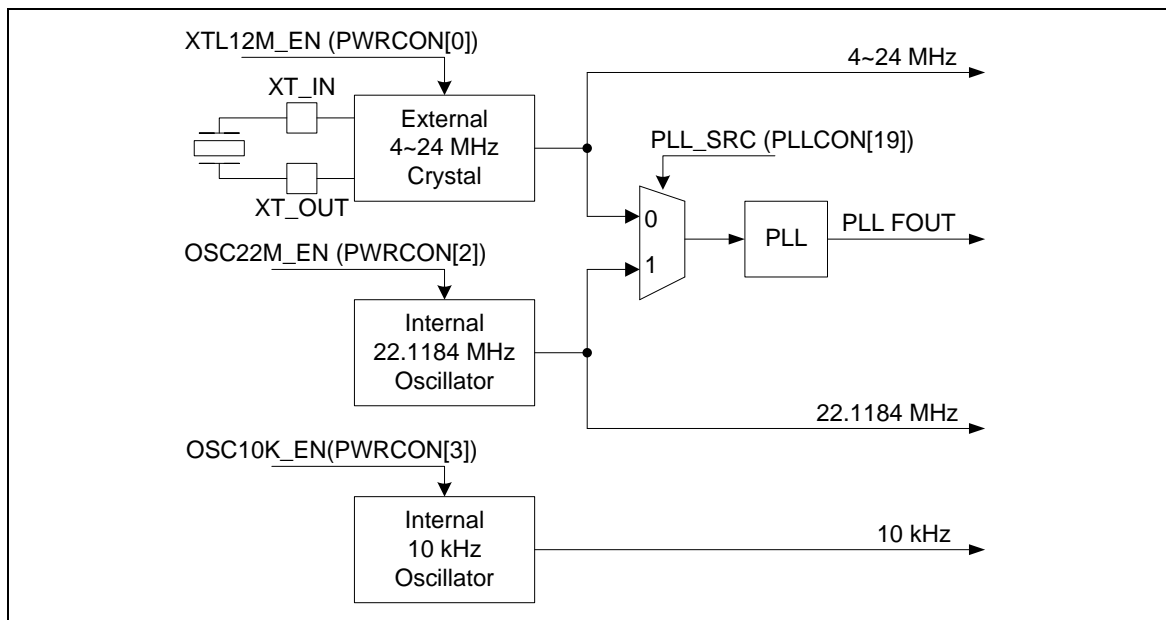 XTL12M_EN (PWRCON[0])
4~24 MHz
XT_IN
External
4~24 MHz
Crystal
PLL_SRC (PLLCON[19])
XT_OUT
0
PLL
PLL FOUT
OSC22M_EN (PWRCON[2])
1
Internal
22.1184 MHz
Oscillator
22.1184 MHz
OSC10K_EN(PWRCON[3])
Internal
10 kHz
Oscillator
10 kHz